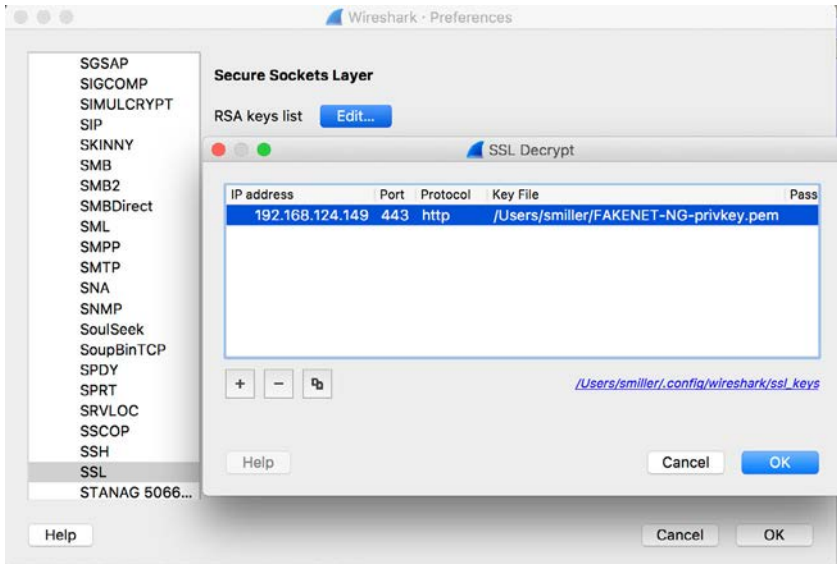 Wireshark · Preferences
SGSAP
SIGCOMP
SIMULCRYPT
SIP
SKINNY
SMB
SMB2
SMBDirect
SML
SMPP
SMTP
SNA
SNMP
SoulSeek
SoupBinTCP
SPDY
SPRT
SRVLOC
SSCOP
SSH
SSL
STANAG 5066...
Secure Sockets Layer
RSA keys list Edit...
SSL Decrypt
IP address Port Protocol Key File Pass
192.168.124.149 443 http /Users/smiller/FAKENET-NG-privkey.pem
+ −
/Users/smiller/.config/wireshark/ssl_keys
Help Cancel OK
Help Cancel OK